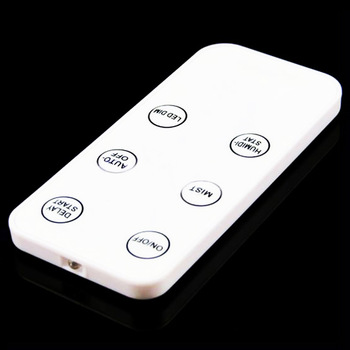 LED DIM
HUMIDI-
STAT
AUTO-
OFF
MIST
DELAY
START
ON/OFF